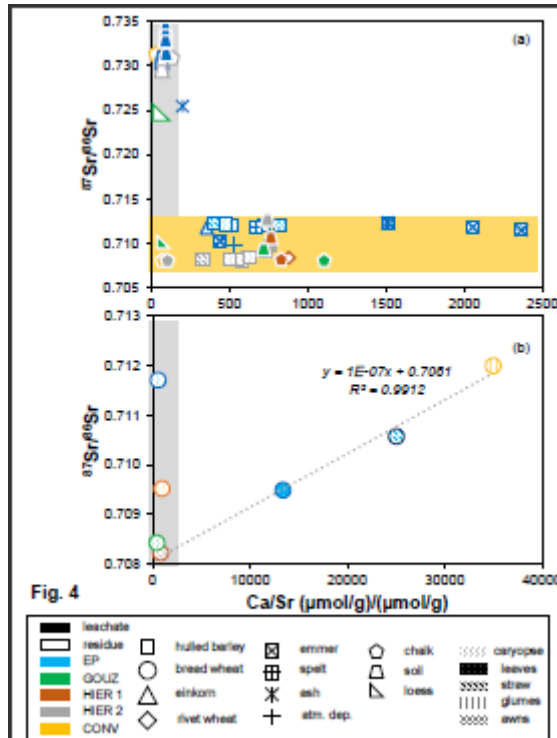 0.735
(a)
0.730
0.725
87Sr/86Sr
0.720
0.715
0.710
0.705
0 500 1000 1500 2000 2500
0.713
(b)
0.712
y = 1E-07x + 0.7081
R² = 0.9912
0.711
87Sr/86Sr
0.710
0.709
0.708
0 10000 20000 30000 40000
Fig. 4
Ca/Sr (µmol/g)/(µmol/g)
leachate
residue hulled barley emmer chalk caryopse
EP bread wheat spelt soil leaves
GOUZ einkorn ash loess straw
HIER 1 rivet wheat atm. dep. glumes
HIER 2 awns
CONV